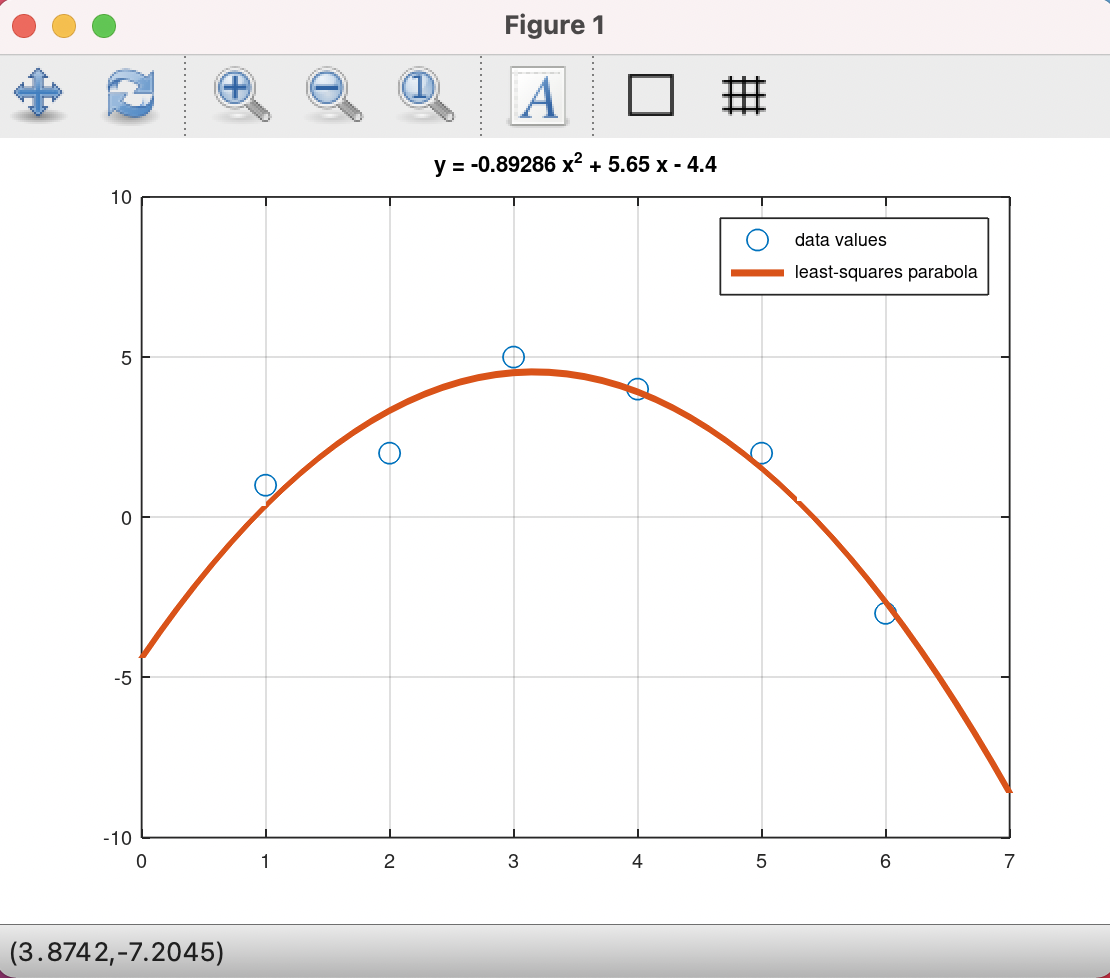 Figure 1
1
A
y = -0.89286 x² + 5.65 x - 4.4
data values
least-squares parabola
10
5
0
-5
-10
0 1 2 3 4 5 6 7
(3.8742,-7.2045)